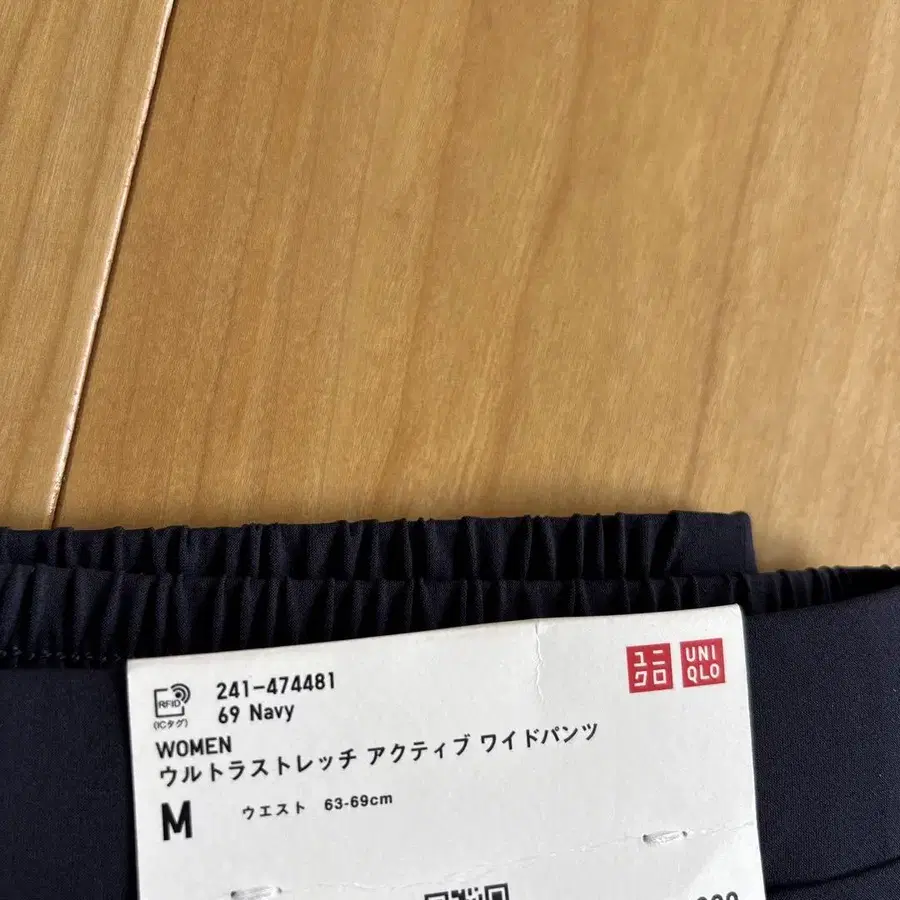 RFID
(ICタグ)
241-474481
69 Navy
ユニ
クロ
UNI
QLO
WOMEN
ウルトラストレッチ アクティブ ワイドパンツ
M ウエスト 63-69cm